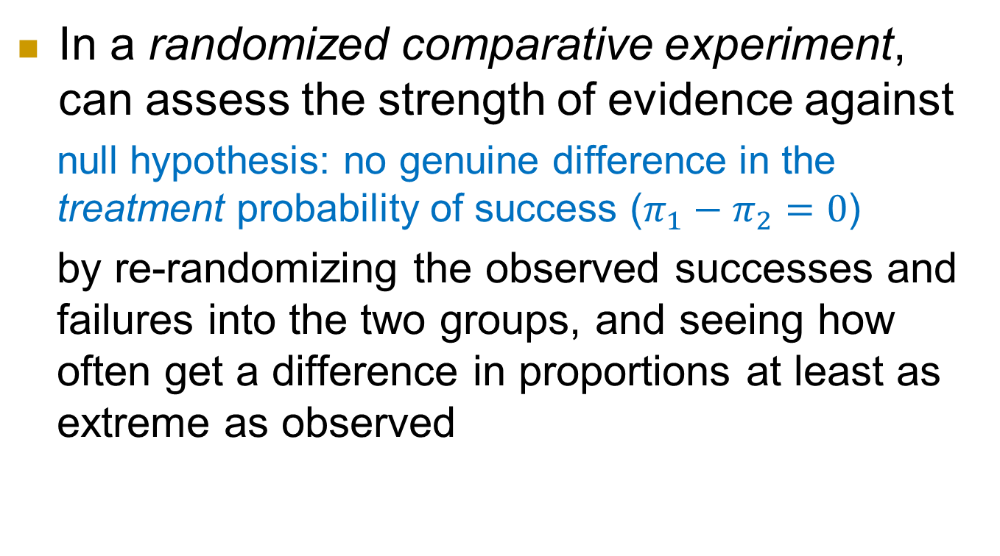 In a randomized comparative experiment,
can assess the strength of evidence against
null hypothesis: no genuine difference in the
treatment probability of success (π₁ − π₂ = 0)
by re-randomizing the observed successes and
failures into the two groups, and seeing how
often get a difference in proportions at least as
extreme as observed